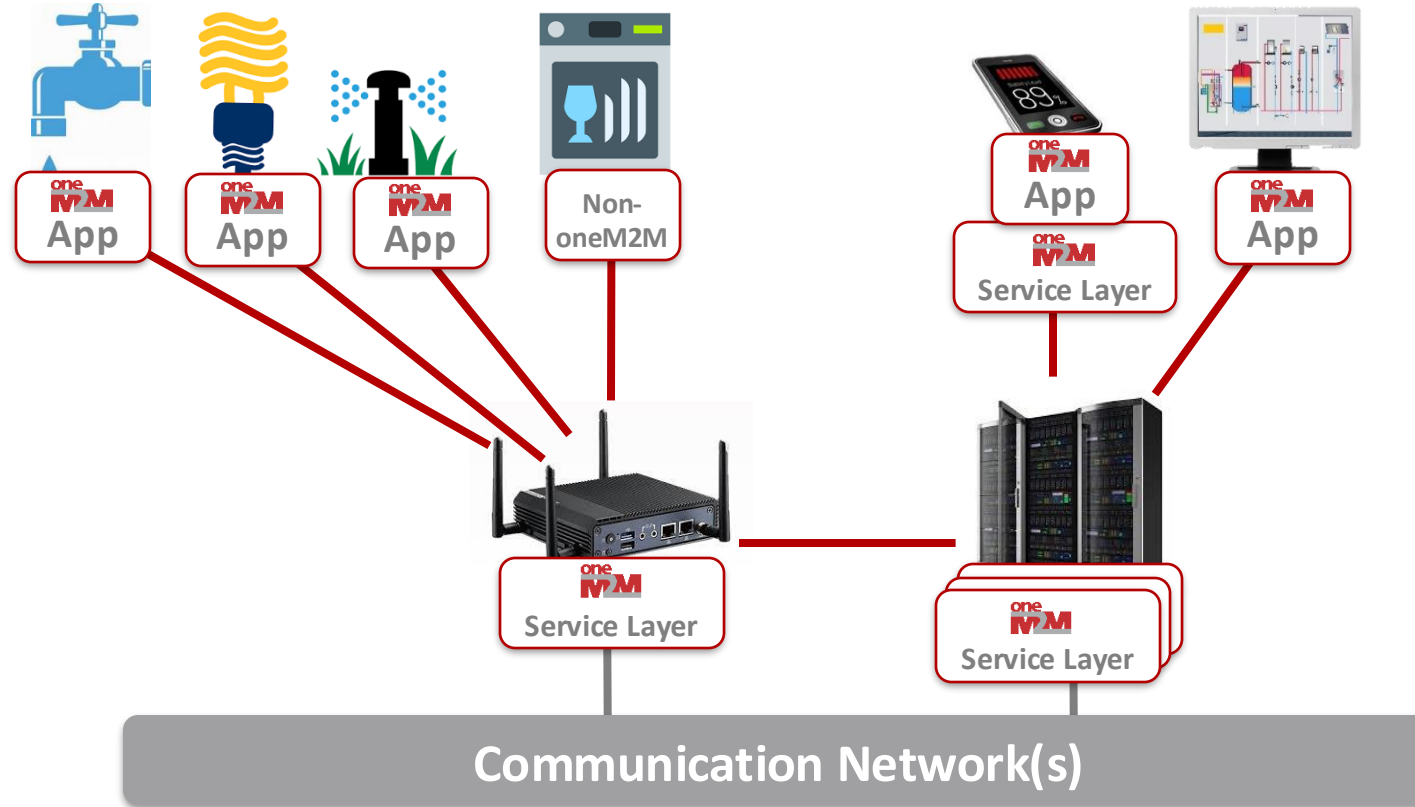 89%
one
M2M
App
one
M2M
App
one
M2M
App
Non-
oneM2M
one
M2M
App
one
M2M
Service Layer
one
M2M
App
one
M2M
Service Layer
one
M2M
Service Layer
Communication Network(s)